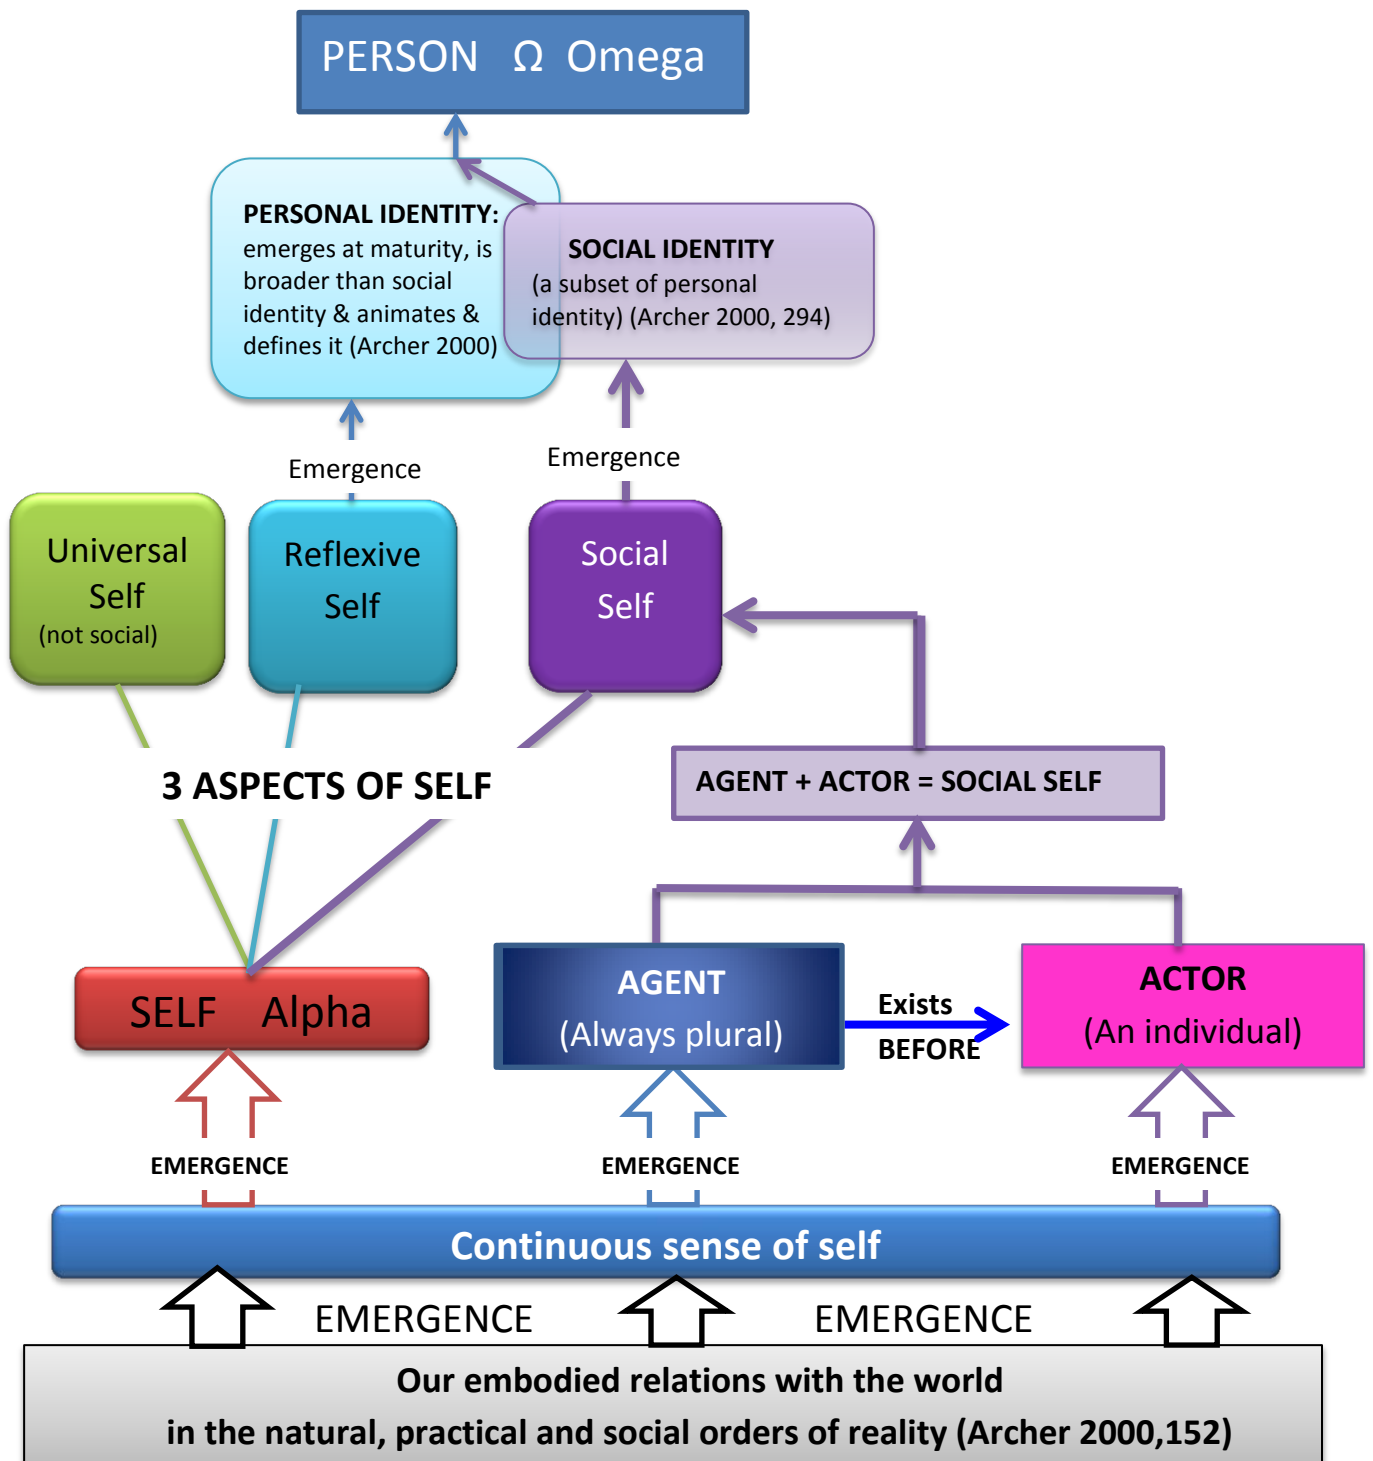 PERSON Ω Omega
PERSONAL IDENTITY:
emerges at maturity, is
broader than social
identity & animates &
defines it (Archer 2000)
SOCIAL IDENTITY
(a subset of personal
identity) (Archer 2000, 294)
Emergence
Emergence
Universal
Self
(not social)
Reflexive
Self
Social
Self
3 ASPECTS OF SELF
AGENT + ACTOR = SOCIAL SELF
SELF Alpha
AGENT
(Always plural)
Exists
BEFORE
ACTOR
(An individual)
EMERGENCE
EMERGENCE
EMERGENCE
Continuous sense of self
EMERGENCE
EMERGENCE
Our embodied relations with the world
in the natural, practical and social orders of reality (Archer 2000,152)